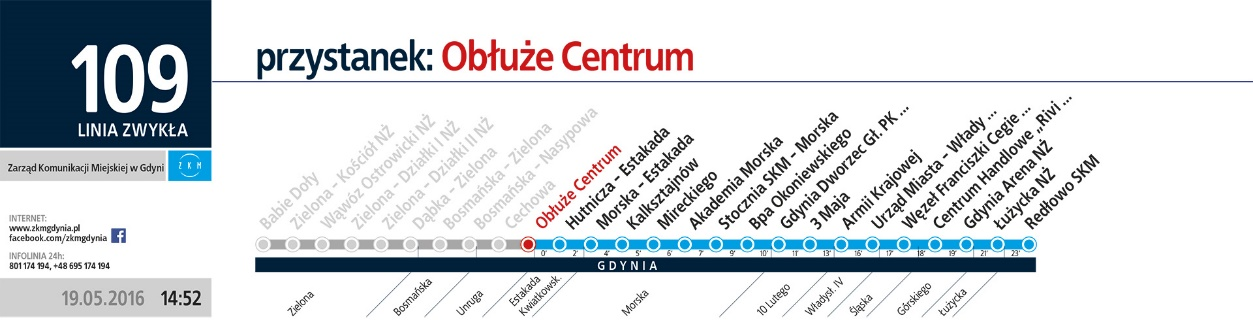 109
LINIA ZWYKŁA
Zarząd Komunikacji Miejskiej w Gdyni
Z K M
INTERNET:
www.zkmgdynia.pl
facebook.com/zkmgdynia
INFOLINIA 24h:
801 174 194, +48 695 174 194
19.05.2016 14:52
przystanek: Obłuże Centrum
Babie Doły
Zielona - Kościół NŻ
Wąwóz Ostrowicki NŻ
Zielona - Działki I NŻ
Zielona - Działki II NŻ
Dąbka - Zielona
Bosmańska - Zielona
Bosmańska - Nasypowa
Cechowa
Obłuże Centrum
Hutnicza - Estakada
Morska - Estakada
Kalksztajnów
Mireckiego
Akademia Morska
Stocznia SKM - Morska
Bpa Okoniewskiego
Gdynia Dworzec Gł. PK ...
3 Maja
Armii Krajowej
Urząd Miasta - Włady ...
Węzeł Franciszki Cegie ...
Centrum Handlowe „Rivi ...
Gdynia Arena NŻ
Łużycka NŻ
Redłowo SKM
0' 2' 4' 5' 6' 7' 9' 10' 11' 13' 16' 17' 18' 19' 21' 23'
GDYNIA
Zielona
Bosmańska
Unruga
Estakada
Kwiatkowsk.
Morska
10 Lutego
Władysł. IV
Śląska
Górskiego
Łużycka